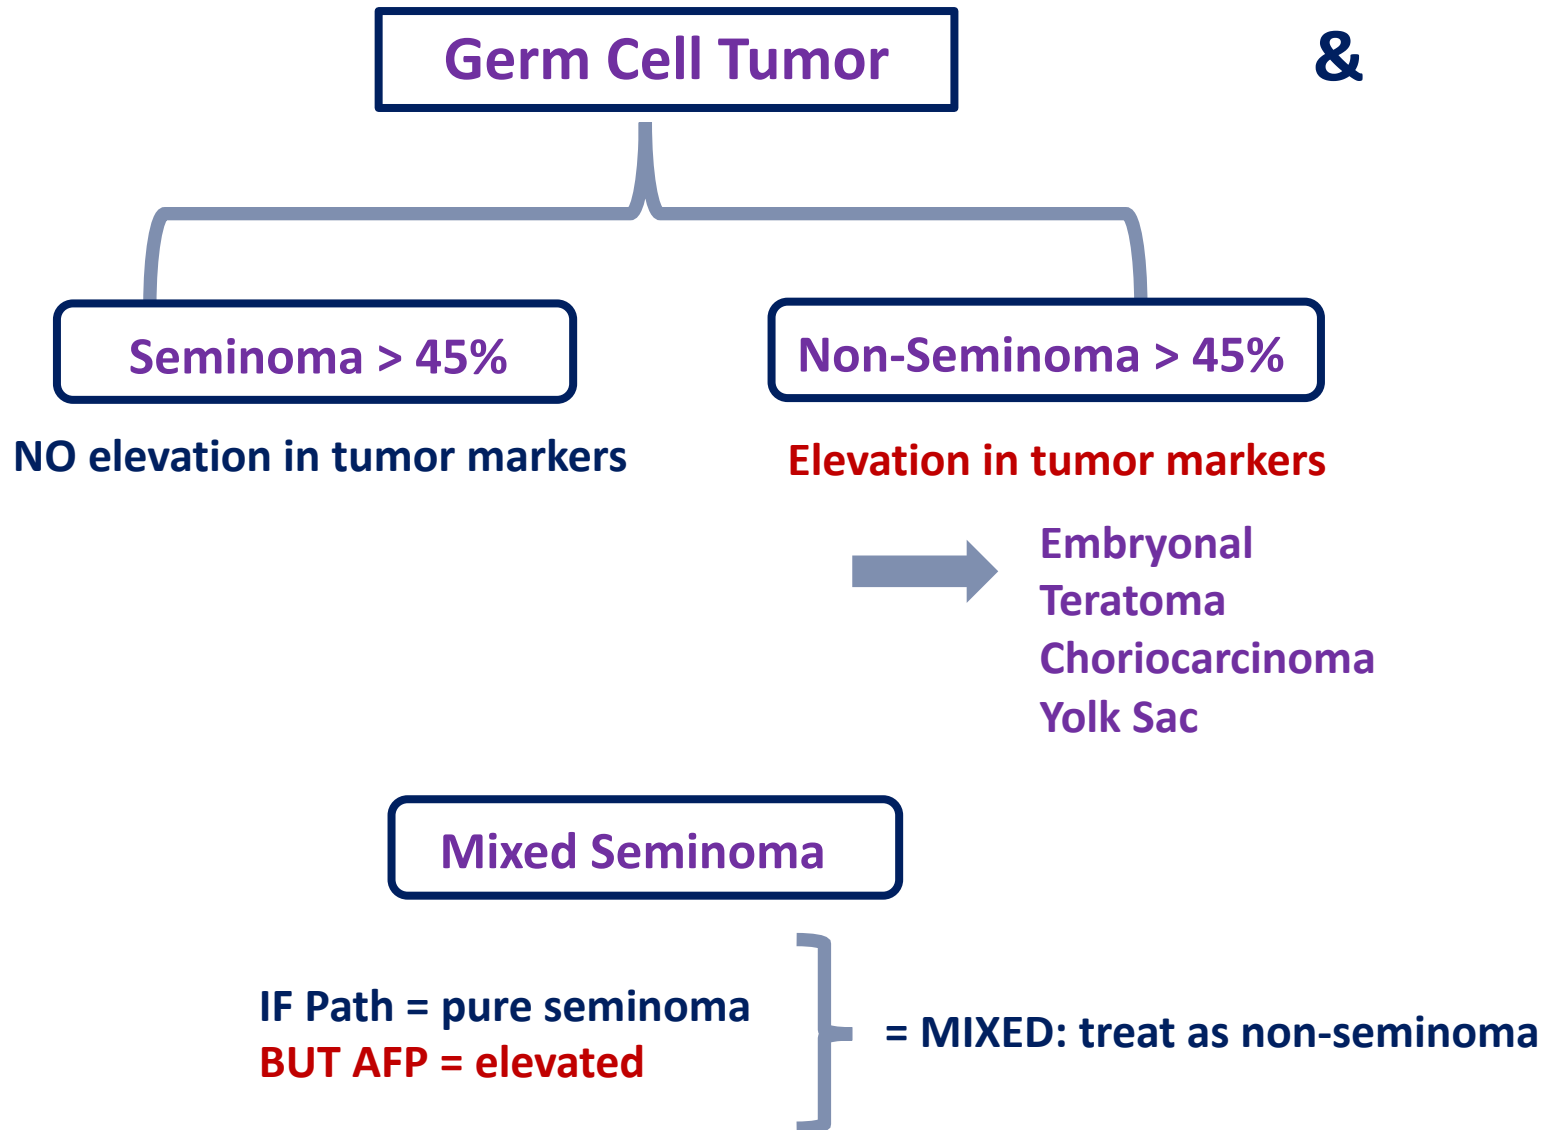 Germ Cell Tumor
&
Seminoma > 45%
Non-Seminoma > 45%
NO elevation in tumor markers
Elevation in tumor markers
Embryonal
Teratoma
Choriocarcinoma
Yolk Sac
Mixed Seminoma
IF Path = pure seminoma
BUT AFP = elevated
= MIXED: treat as non-seminoma